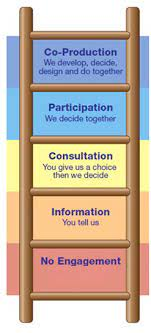 Co-Production
We develop, decide,
design and do together
Participation
We decide together
Consultation
You give us a choice
then we decide
Information
You tell us
No Engagement